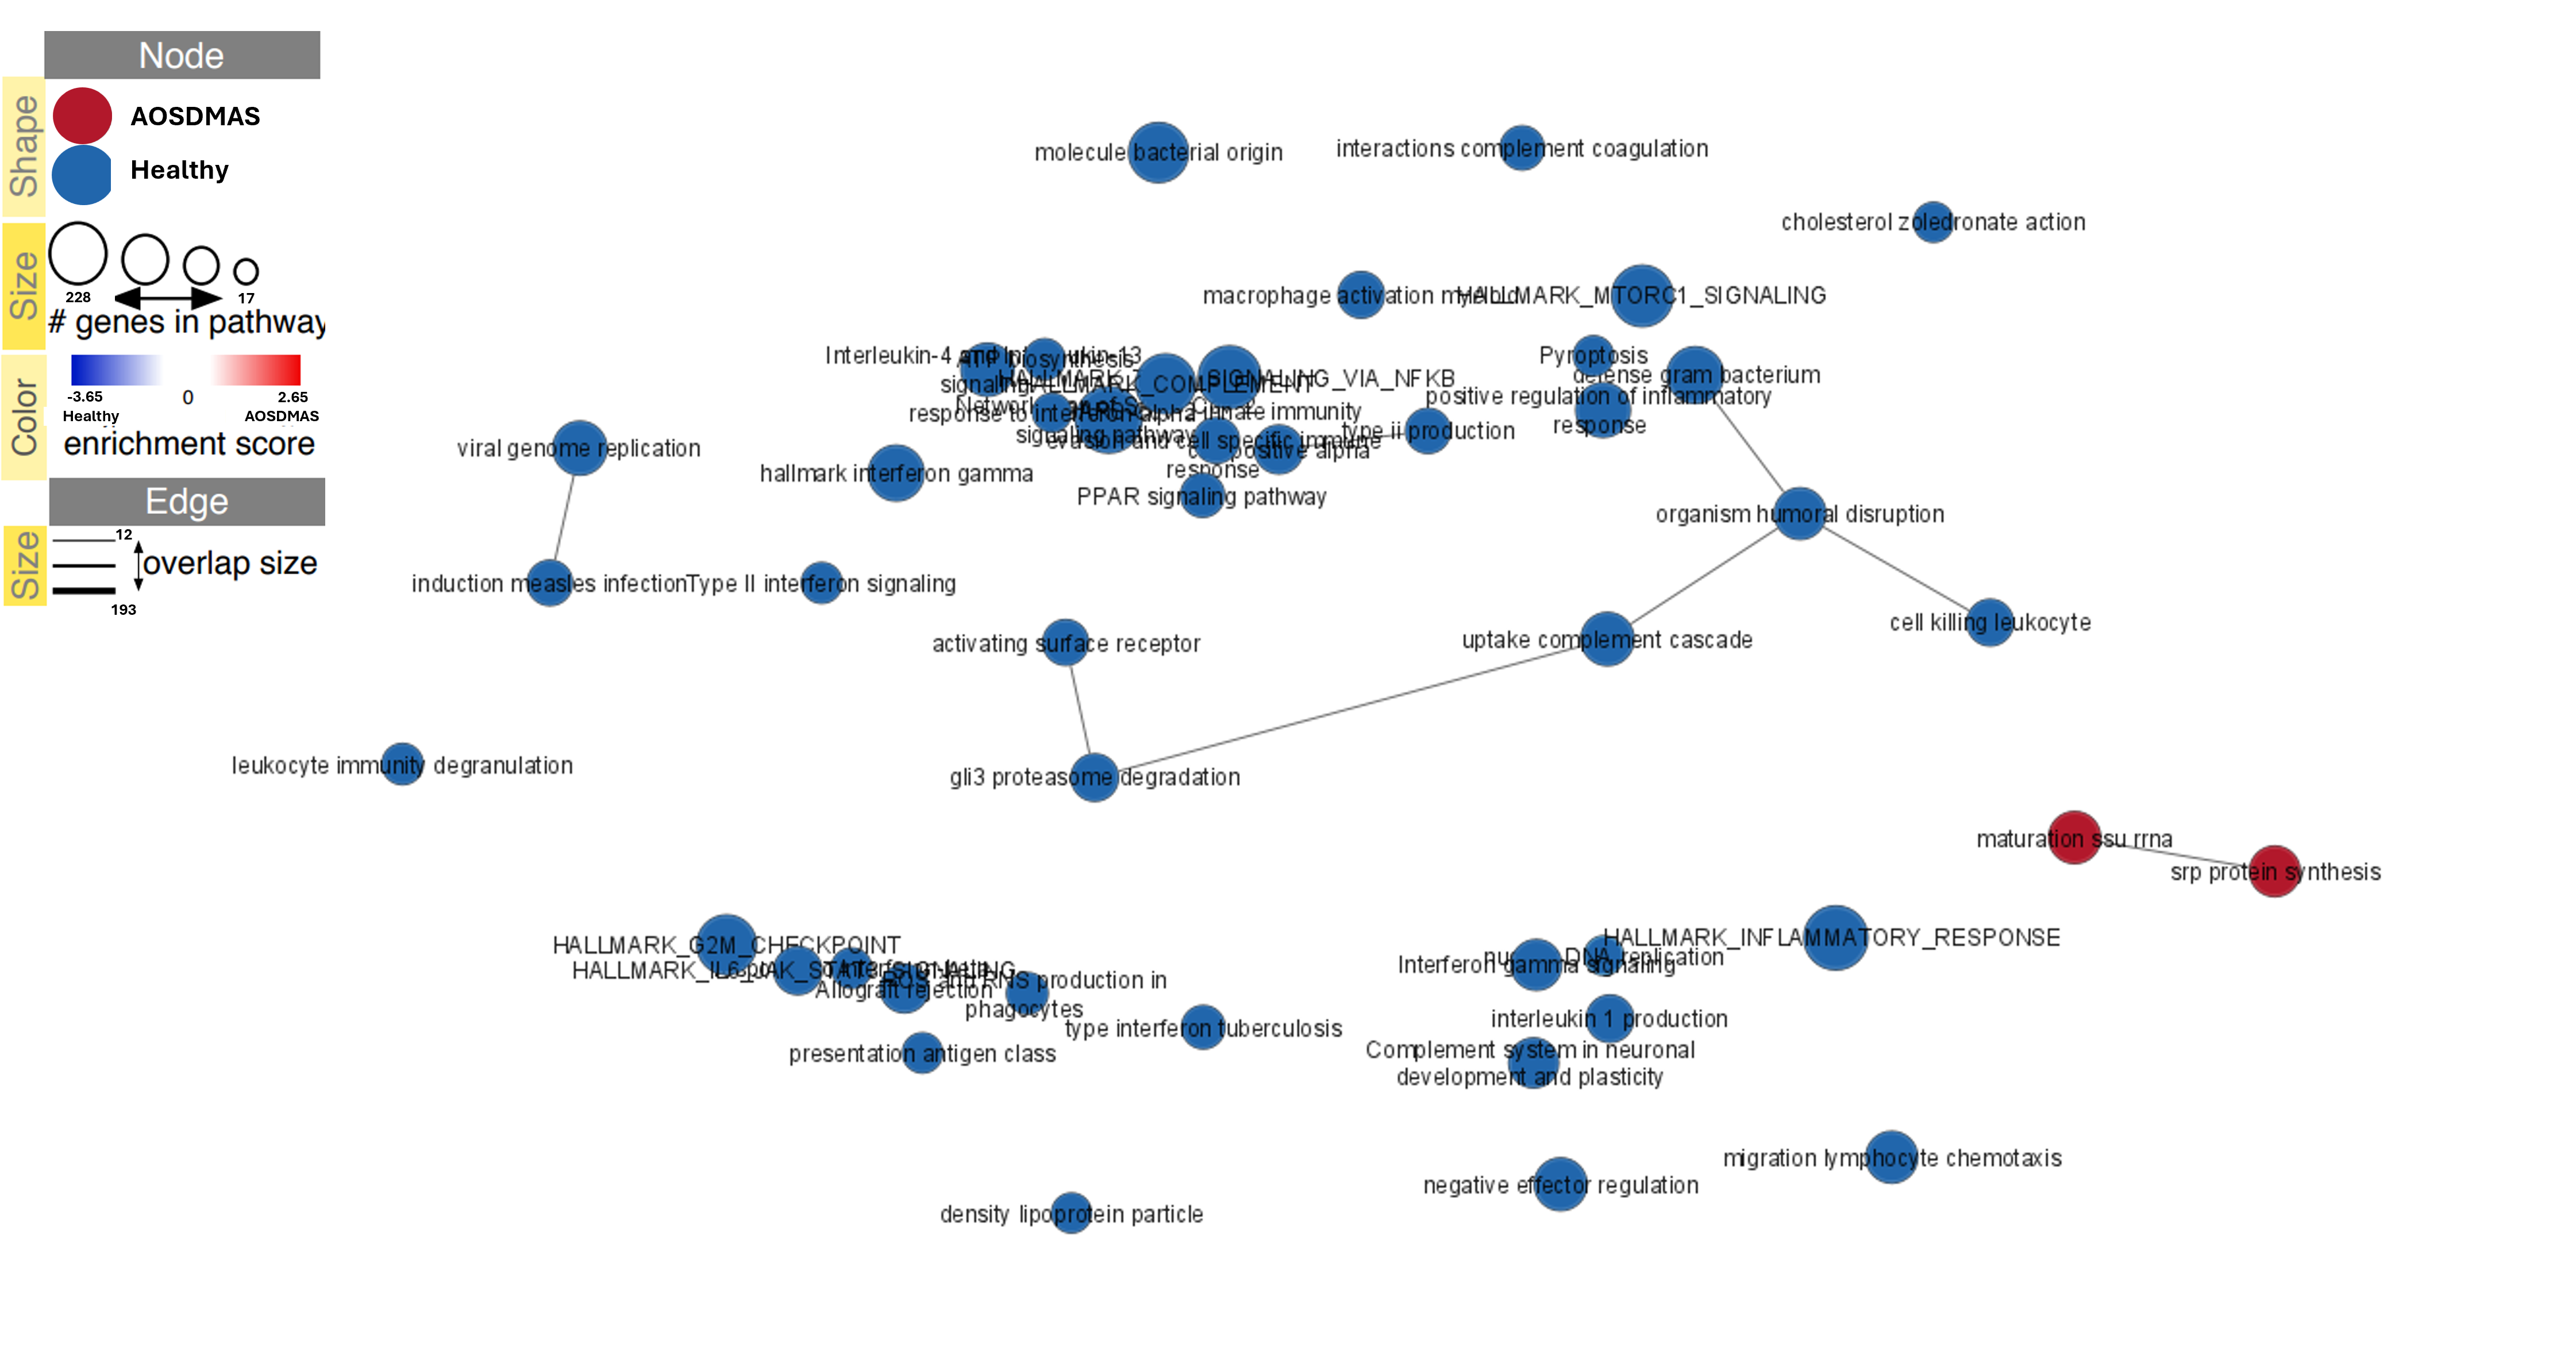 Node
Shape
AOSDMAS
Healthy
Size
228
17
# genes in pathway
Color
-3.65
0
2.65
Healthy
AOSDMAS
enrichment score
Edge
Size
12
overlap size
193
molecule bacterial origin
interactions complement coagulation
cholesterol zoledronate action
macrophage activation
HALLMARK_MTORC1_SIGNALING
Interleukin-4 and
13
biosynthesis
signaling
Pyroptosis
SIGNALING_VIA_NFKB
HALLMARK_COMPLEMENT
defense gram bacterium
positive regulation of inflammatory
response
Network
response to interferon alpha innate immunity
signaling pathway
evasion and cell specific immune
response
positive alpha
type ii production
viral genome replication
hallmark interferon gamma
PPAR signaling pathway
organism humoral disruption
induction measles infection
Type II interferon signaling
cell killing leukocyte
uptake complement cascade
activating surface receptor
leukocyte immunity degranulation
gli3 proteasome degradation
maturation ssu rrna
srp protein synthesis
HALLMARK_G2M_CHECKPOINT
HALLMARK_IL6_JAK_STAT3_SIGNALING
Allograft rejection
ROS and RNS production in
phagocytes
type interferon tuberculosis
presentation antigen class
HALLMARK_INFLAMMATORY_RESPONSE
DNA replication
Interferon gamma signaling
interleukin 1 production
Complement system in neuronal
development and plasticity
migration lymphocyte chemotaxis
negative effector regulation
density lipoprotein particle